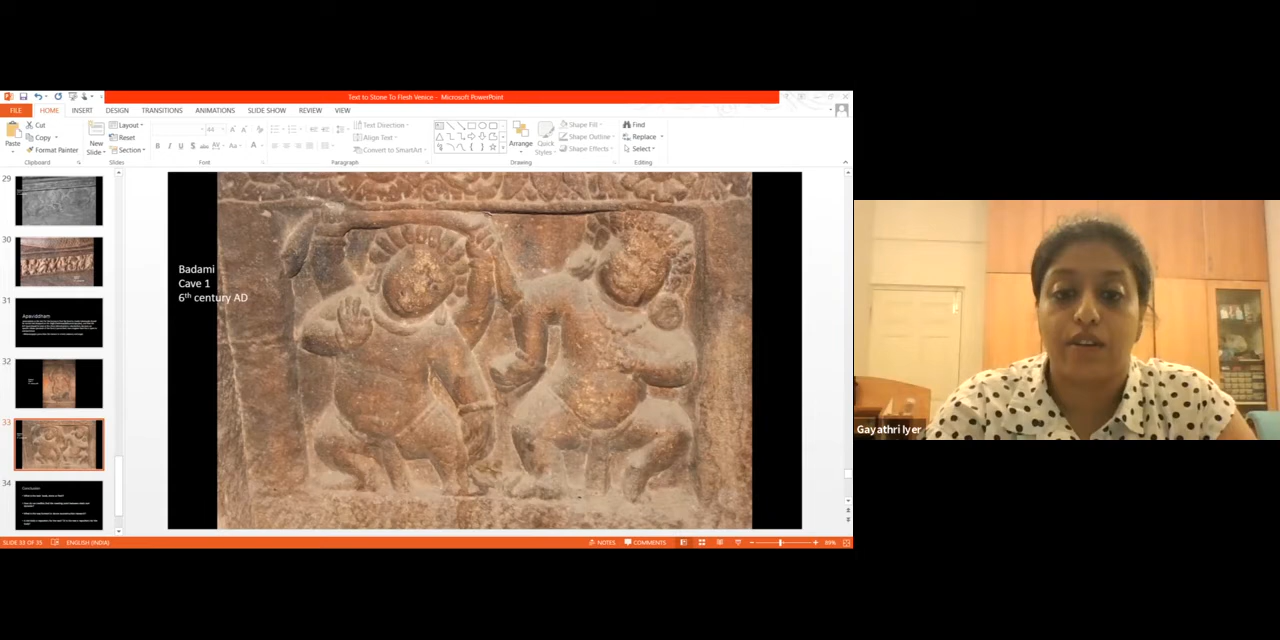 Text to Stone To Flesh Venice - Microsoft PowerPoint
FILE HOME INSERT DESIGN TRANSITIONS ANIMATIONS SLIDE SHOW REVIEW VIEW
Paste
Cut
Copy
Format Painter
Clipboard
New
Slide
Layout
Reset
Section
Slides
44
Font
Text Direction
Align Text
Convert to SmartArt
Paragraph
Arrange
Quick
Styles
Shape Fill
Shape Outline
Shape Effects
Drawing
Find
Replace
Select
Editing
29
30
31
Apaviddham
32
33
34
Conclusion
Badami
Cave 1
6th century AD
Gayathri Iyer
SLIDE 33 OF 35 ENGLISH (INDIA) NOTES COMMENTS 89%